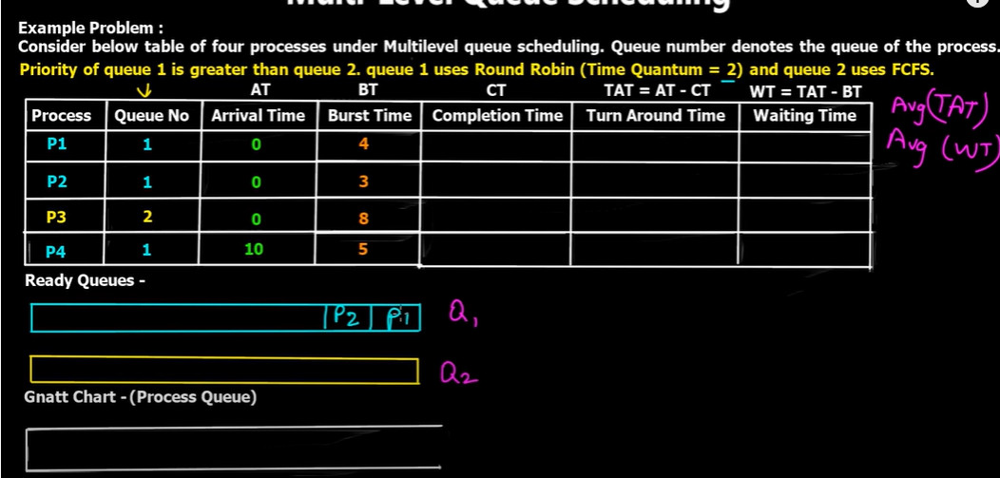 Multi Level Queue Scheduling
Example Problem :
Consider below table of four processes under Multilevel queue scheduling. Queue number denotes the queue of the process.
Priority of queue 1 is greater than queue 2. queue 1 uses Round Robin (Time Quantum = 2) and queue 2 uses FCFS.
AT BT CT TAT = AT - CT WT = TAT - BT
Process Queue No Arrival Time Burst Time Completion Time Turn Around Time Waiting Time Avg(TAT)
P1 1 0 4 Avg (WT)
P2 1 0 3
P3 2 0 8
P4 1 10 5
Ready Queues -
P2 P1 Q1
Q2
Gnatt Chart - (Process Queue)